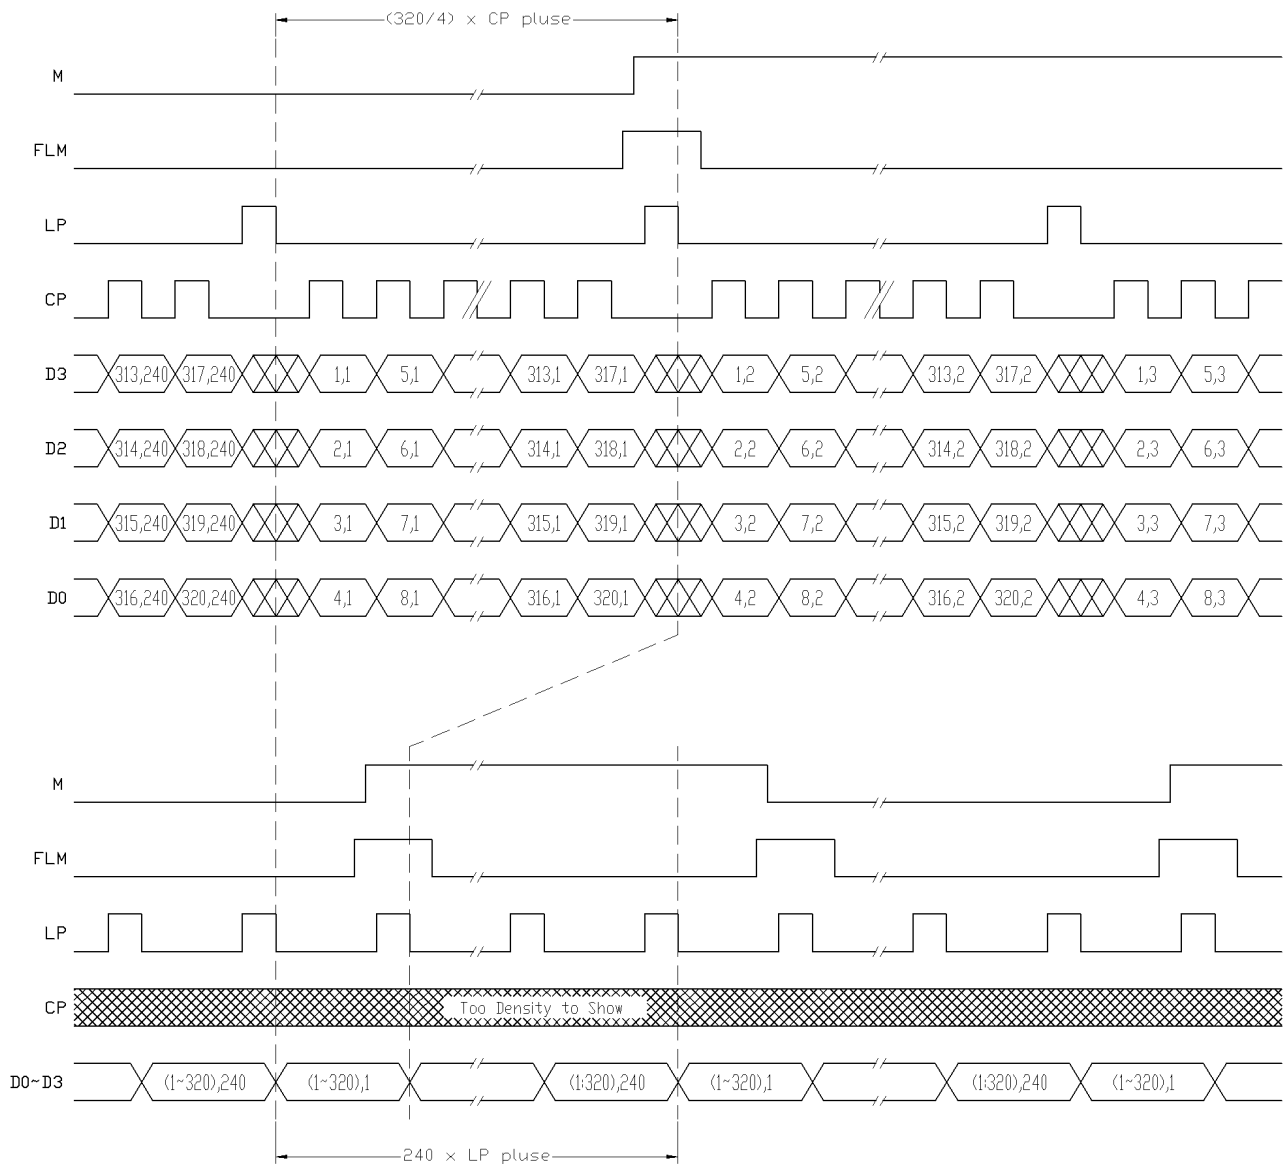 (320/4) x CP pluse
M
FLM
LP
CP
D3 313,240 317,240 1,1 5,1 313,1 317,1 1,2 5,2 313,2 317,2 1,3 5,3
D2 314,240 318,240 2,1 6,1 314,1 318,1 2,2 6,2 314,2 318,2 2,3 6,3
D1 315,240 319,240 3,1 7,1 315,1 319,1 3,2 7,2 315,2 319,2 3,3 7,3
D0 316,240 320,240 4,1 8,1 316,1 320,1 4,2 8,2 316,2 320,2 4,3 8,3
M
FLM
LP
CP Too Density to Show
D0~D3 (1~320),240 (1~320),1 (1:320),240 (1~320),1 (1:320),240 (1~320),1
240 x LP pluse